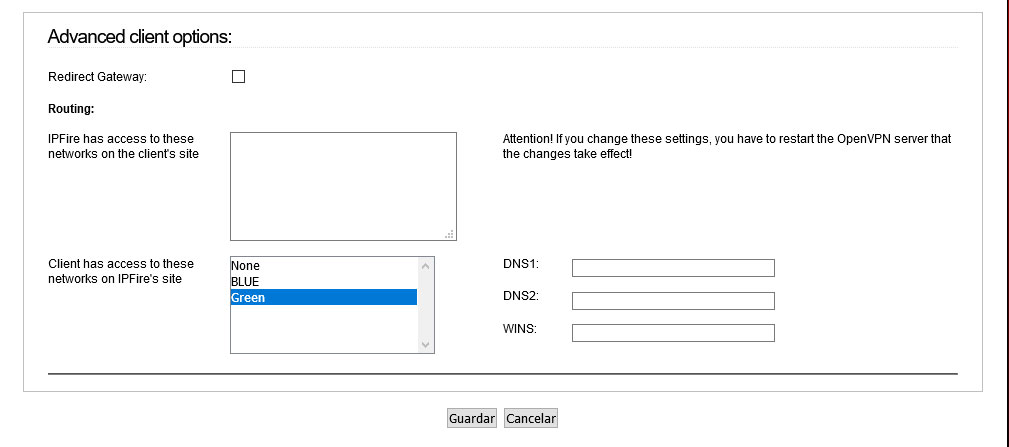 Advanced client options:
Redirect Gateway:
Routing:
IPFire has access to these
networks on the client's site
Attention! If you change these settings, you have to restart the OpenVPN server that
the changes take effect!
Client has access to these
networks on IPFire's site
None
BLUE
Green
DNS1:
DNS2:
WINS:
Guardar Cancelar